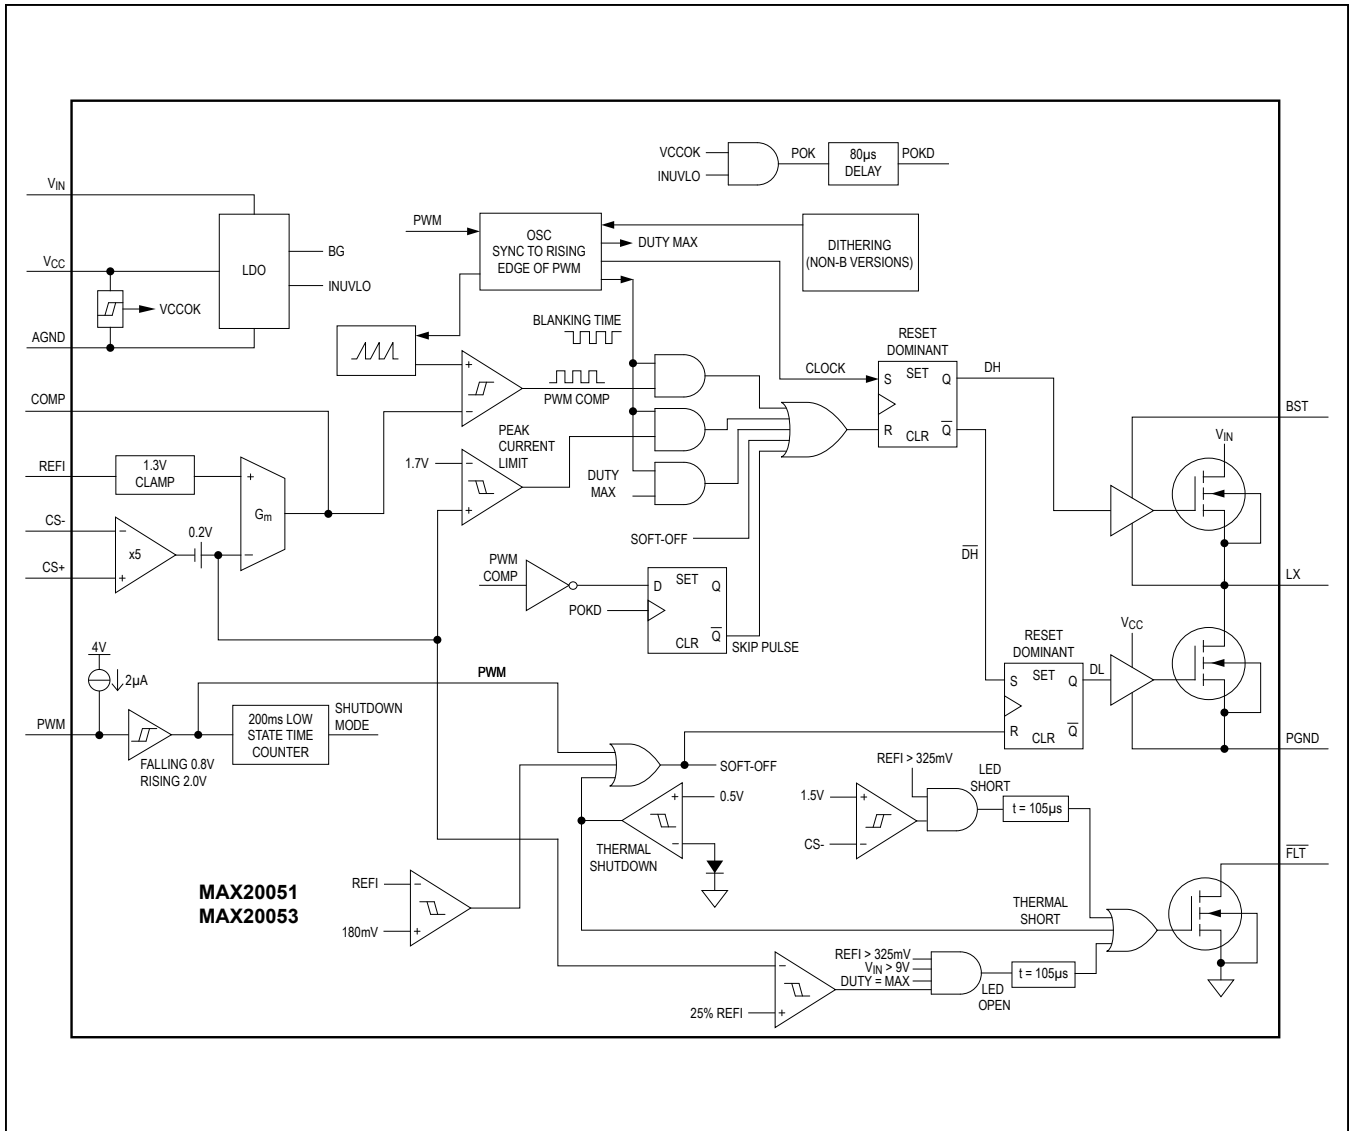 VCCOK
INUVLO
POK
80µs
DELAY
POKD
VIN
VCC
AGND
LDO
BG
INUVLO
VCCOK
PWM
OSC
SYNC TO RISING
EDGE OF PWM
DUTY MAX
DITHERING
(NON-B VERSIONS)
BLANKING TIME
+
−
PWM COMP
CLOCK
RESET
DOMINANT
S
SET
Q
R
CLR
Q
DH
DH
COMP
REFI
1.3V
CLAMP
+
−
Gm
CS-
CS+
−
+
x5
0.2V
1.7V
−
+
PEAK
CURRENT
LIMIT
DUTY
MAX
SOFT-OFF
PWM
COMP
POKD
D
SET
Q
CLR
Q
SKIP PULSE
BST
VIN
LX
VCC
PGND
RESET
DOMINANT
S
SET
Q
R
CLR
Q
DL
4V
2µA
PWM
FALLING 0.8V
RISING 2.0V
200ms LOW
STATE TIME
COUNTER
SHUTDOWN
MODE
PWM
SOFT-OFF
+
−
0.5V
THERMAL
SHUTDOWN
REFI > 325mV
1.5V
CS-
+
−
LED
SHORT
t = 105µs
FLT
MAX20051
MAX20053
REFI
180mV
−
+
THERMAL
SHORT
REFI > 325mV
VIN > 9V
DUTY = MAX
−
+
25% REFI
LED
OPEN
t = 105µs